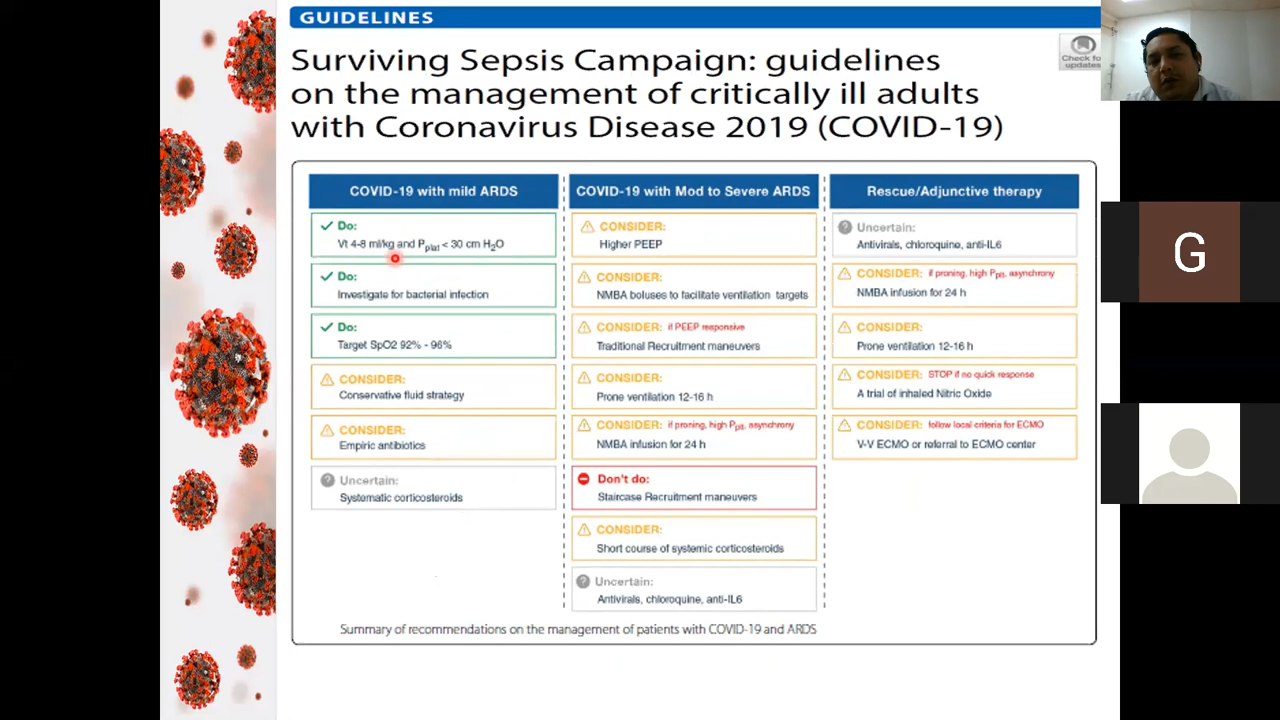 GUIDELINES
Check for
updates
Surviving Sepsis Campaign: guidelines
on the management of critically ill adults
with Coronavirus Disease 2019 (COVID-19)
COVID-19 with mild ARDS
Do:
Vt 4-8 ml/kg and Pplat < 30 cm H2O
Do:
Investigate for bacterial infection
Do:
Target SpO2 92% - 96%
CONSIDER:
Conservative fluid strategy
CONSIDER:
Empiric antibiotics
Uncertain:
Systematic corticosteroids
COVID-19 with Mod to Severe ARDS
CONSIDER:
Higher PEEP
CONSIDER:
NMBA boluses to facilitate ventilation targets
CONSIDER: if PEEP responsive
Traditional Recruitment maneuvers
CONSIDER:
Prone ventilation 12-16 h
CONSIDER: if proning, high Pplt, asynchrony
NMBA infusion for 24 h
Don't do:
Staircase Recruitment maneuvers
CONSIDER:
Short course of systemic corticosteroids
Uncertain:
Antivirals, chloroquine, anti-IL6
Rescue/Adjunctive therapy
Uncertain:
Antivirals, chloroquine, anti-IL6
CONSIDER: if proning, high Pplt, asynchrony
NMBA infusion for 24 h
CONSIDER:
Prone ventilation 12-16 h
CONSIDER: STOP if no quick response
A trial of inhaled Nitric Oxide
CONSIDER: follow local criteria for ECMO
V-V ECMO or referral to ECMO center
Summary of recommendations on the management of patients with COVID-19 and ARDS
G